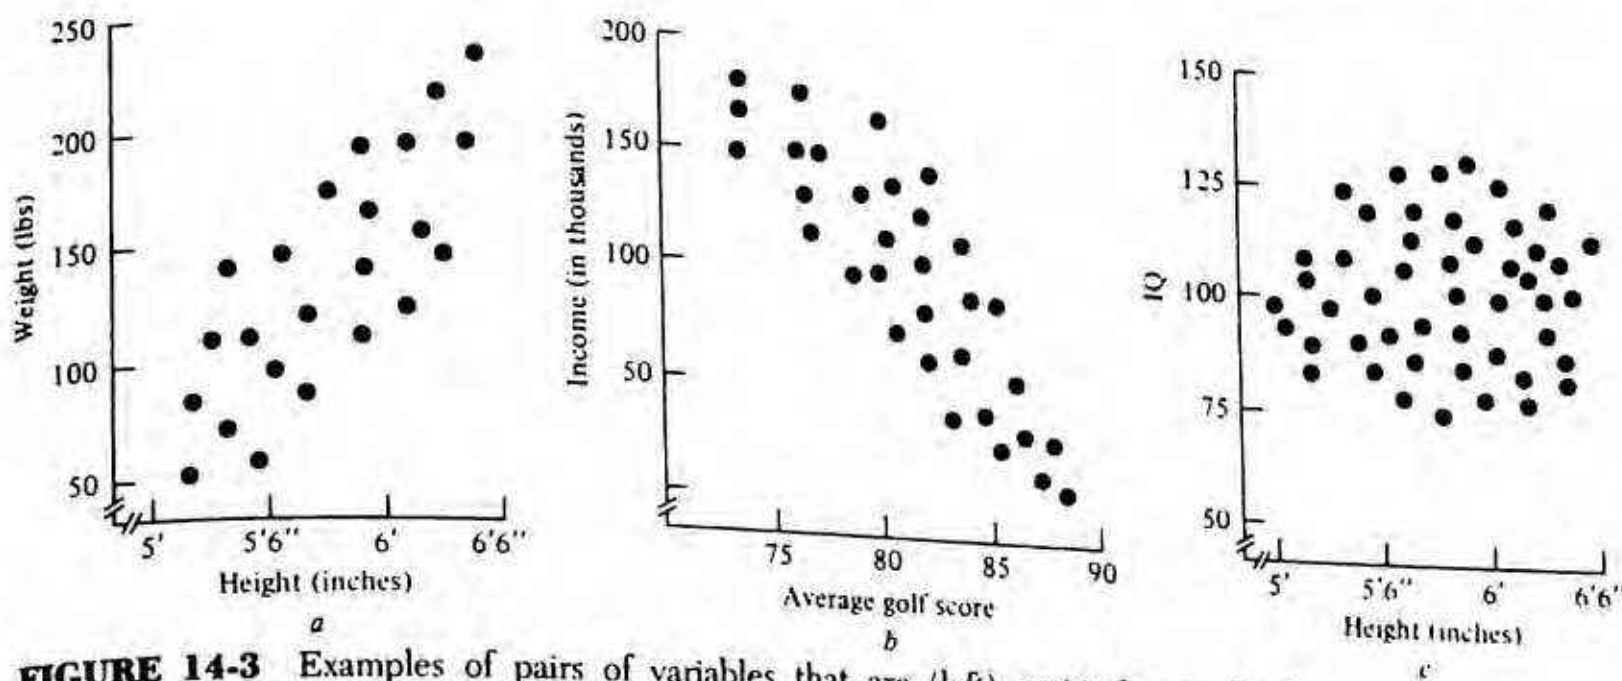 250
200
150
100
50
Weight (lbs)
5' 5'6" 6' 6'6"
Height (inches)
a
200
150
100
50
Income (in thousands)
75 80 85 90
Average golf score
b
150
125
100
75
50
IQ
5' 5'6" 6' 6'6"
Height (inches)
c
FIGURE 14-3 Examples of pairs of variables that are (left)